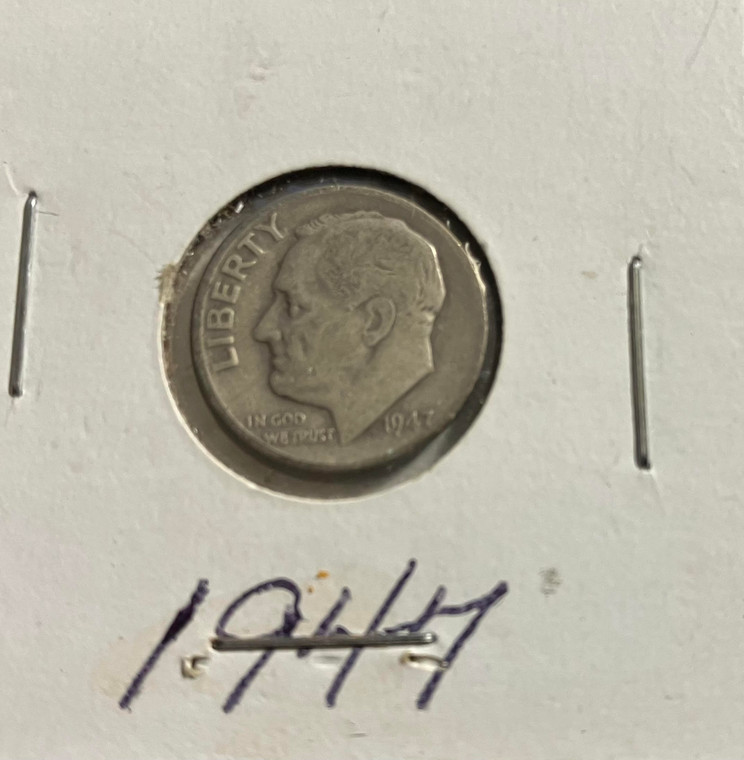 LIBERTY
IN GOD
WE TRUST
1947
1947